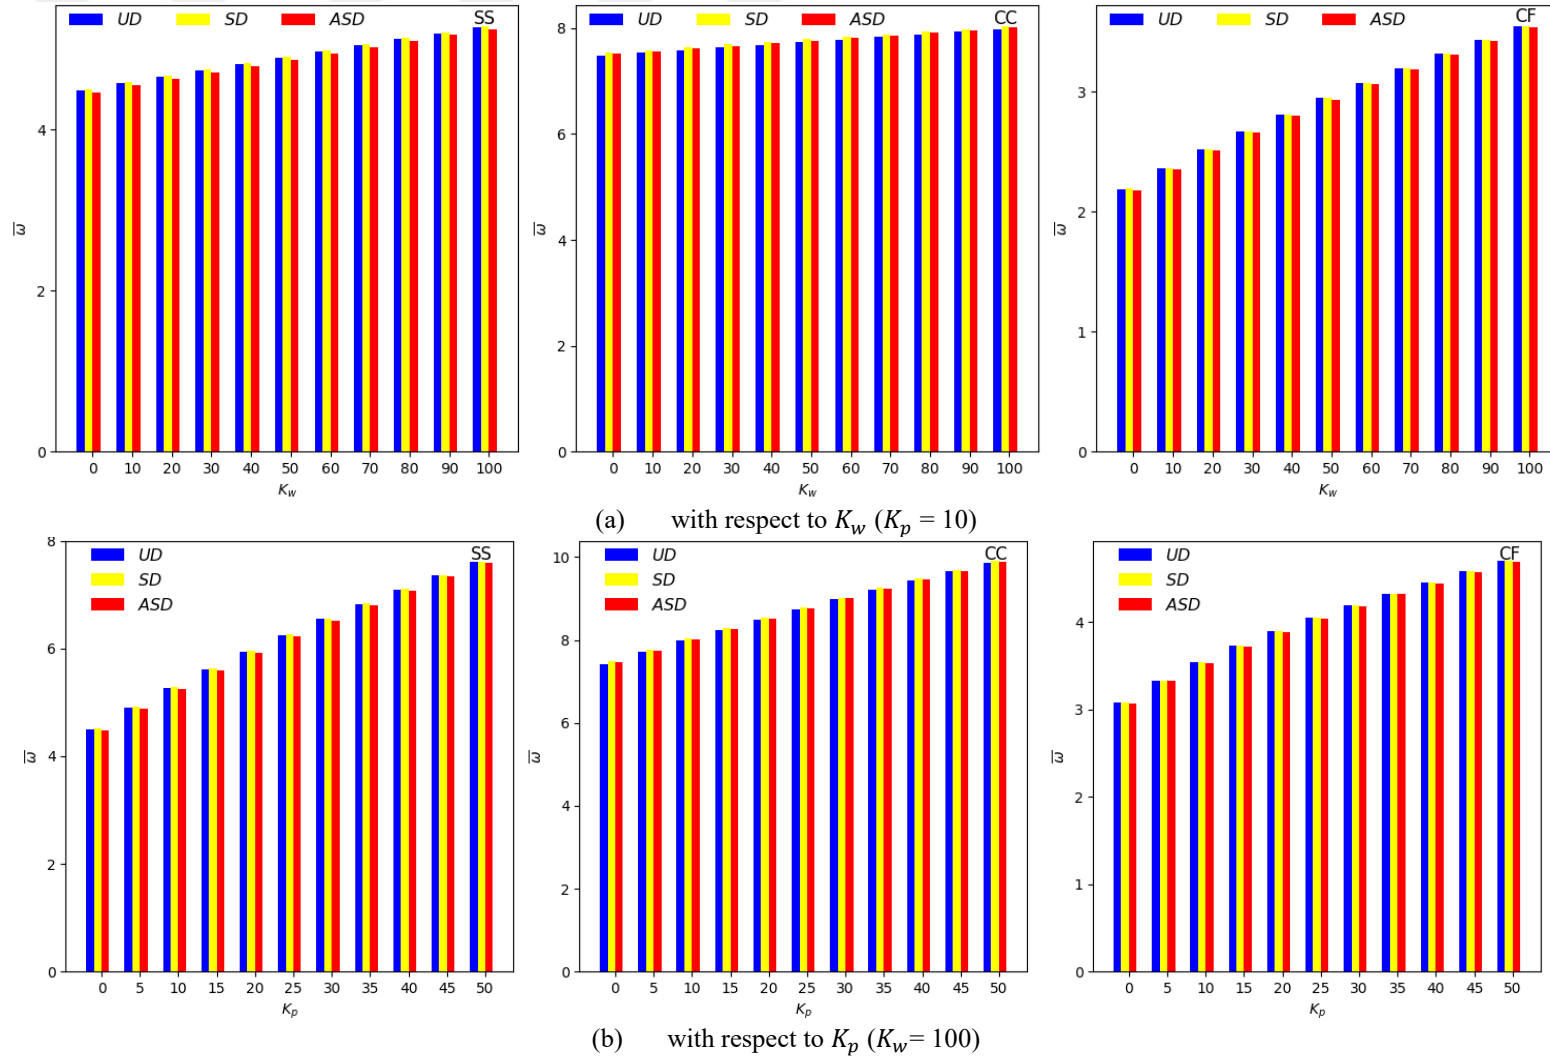 UD SD ASD SS
UD SD ASD CC
UD SD ASD CF
4
2
0
ω̅
0 10 20 30 40 50 60 70 80 90 100
K_w
8
6
4
2
0
ω̅
0 10 20 30 40 50 60 70 80 90 100
K_w
3
2
1
0
ω̅
0 10 20 30 40 50 60 70 80 90 100
K_w
(a) with respect to K_w (K_p = 10)
8
6
4
2
0
ω̅
UD
SD
ASD
SS
0 5 10 15 20 25 30 35 40 45 50
K_p
10
8
6
4
2
0
ω̅
UD
SD
ASD
CC
0 5 10 15 20 25 30 35 40 45 50
K_p
4
3
2
1
0
ω̅
UD
SD
ASD
CF
0 5 10 15 20 25 30 35 40 45 50
K_p
(b) with respect to K_p (K_w= 100)